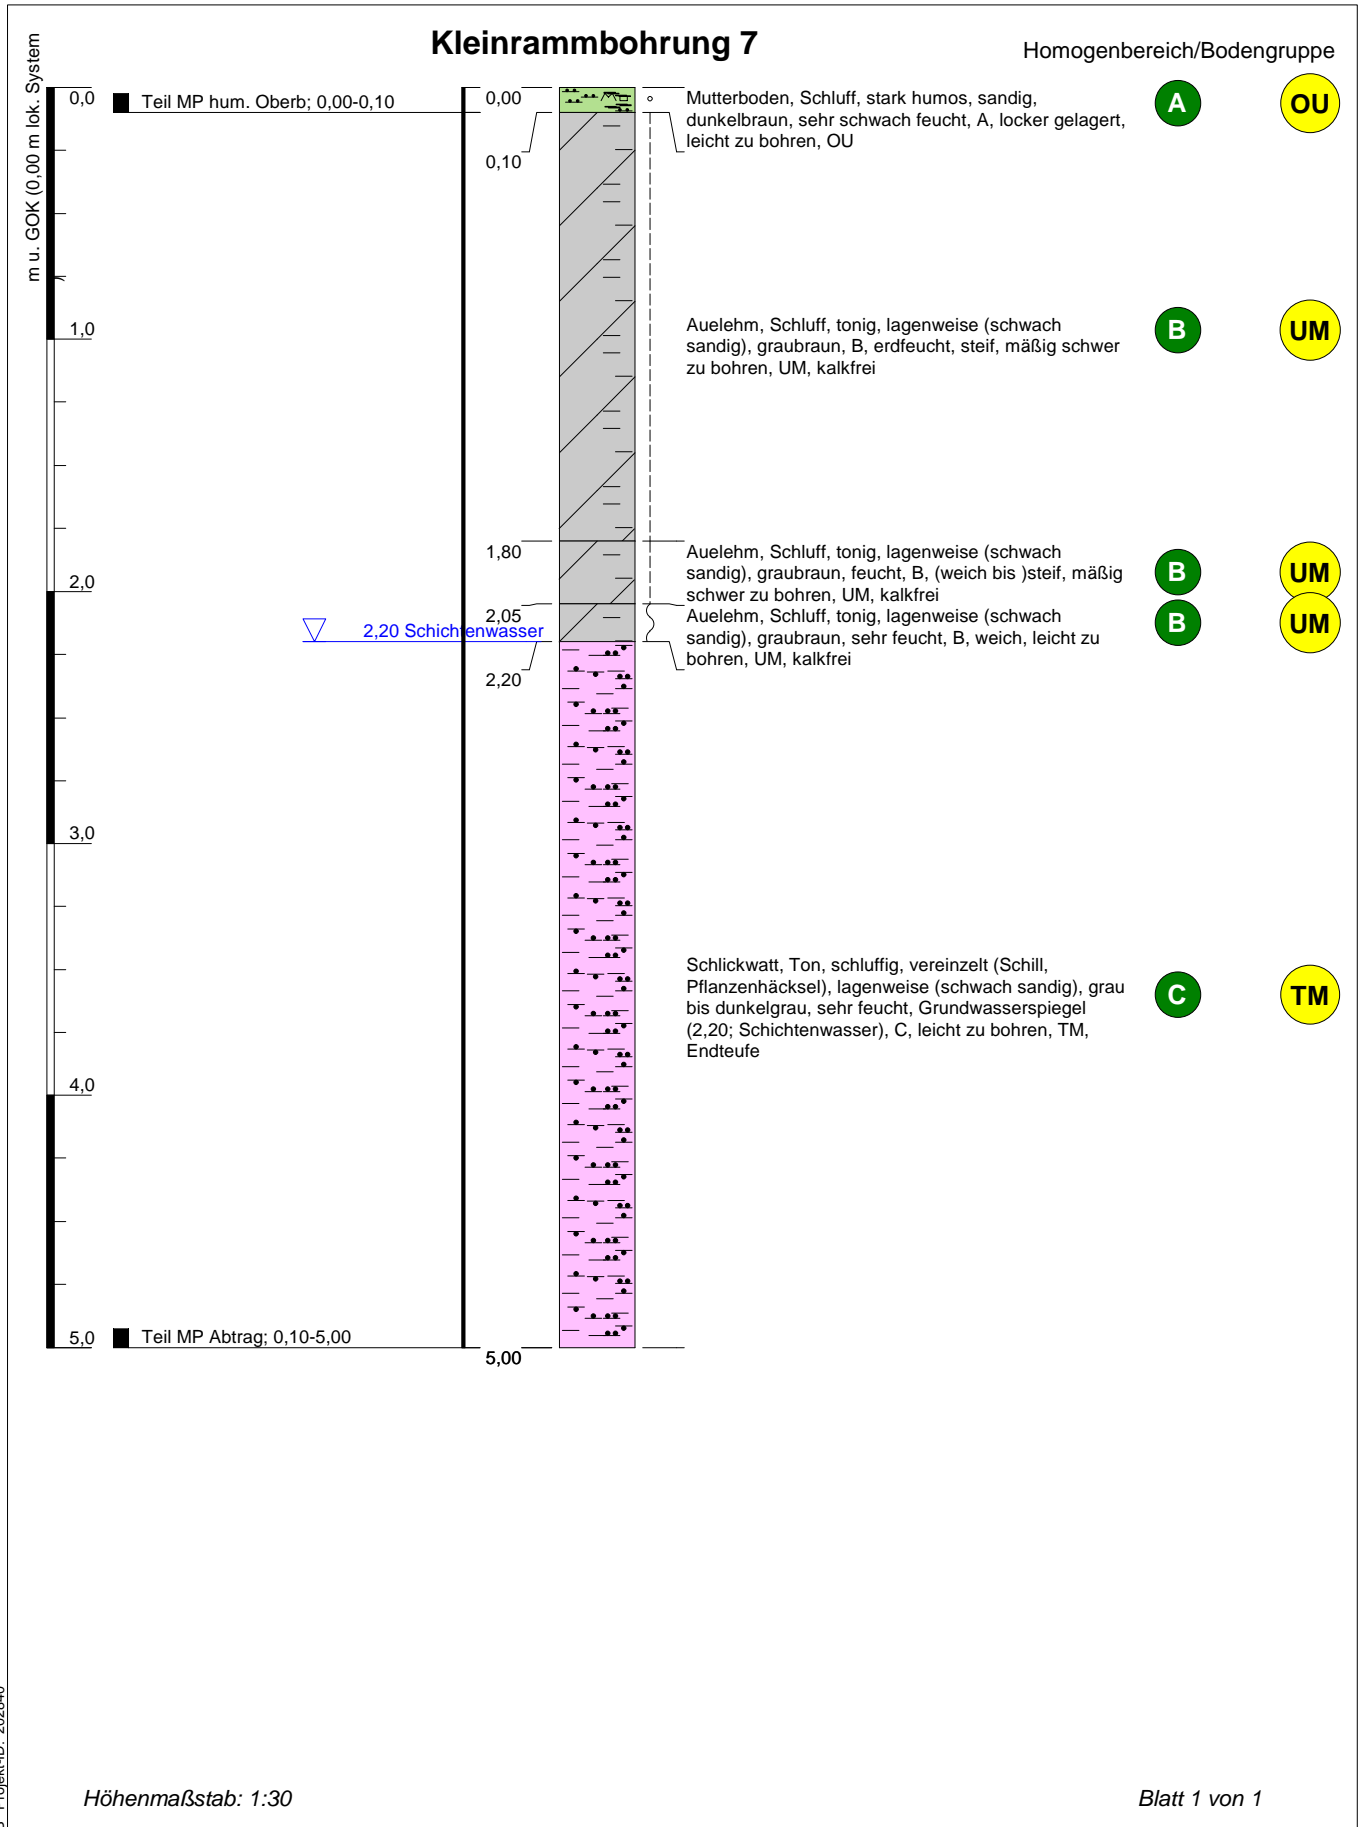 Kleinrammbohrung 7
Homogenbereich/Bodengruppe
m u. GOK (0,00 m lok. System)
0,0
Teil MP hum. Oberb; 0,00-0,10
0,00
Mutterboden, Schluff, stark humos, sandig,
dunkelbraun, sehr schwach feucht, A, locker gelagert,
leicht zu bohren, OU
A
OU
0,10
1,0
Auelehm, Schluff, tonig, lagenweise (schwach
sandig), graubraun, B, erdfeucht, steif, mäßig schwer
zu bohren, UM, kalkfrei
B
UM
1,80
Auelehm, Schluff, tonig, lagenweise (schwach
sandig), graubraun, feucht, B, (weich bis )steif, mäßig
schwer zu bohren, UM, kalkfrei
B
UM
2,0
2,05
Auelehm, Schluff, tonig, lagenweise (schwach
sandig), graubraun, sehr feucht, B, weich, leicht zu
bohren, UM, kalkfrei
B
UM
2,20 Schichtenwasser
2,20
3,0
Schlickwatt, Ton, schluffig, vereinzelt (Schill,
Pflanzenhäcksel), lagenweise (schwach sandig), grau
bis dunkelgrau, sehr feucht, Grundwasserspiegel
(2,20; Schichtenwasser), C, leicht zu bohren, TM,
Endteufe
C
TM
4,0
5,0
Teil MP Abtrag; 0,10-5,00
5,00
Höhenmaßstab: 1:30
Blatt 1 von 1